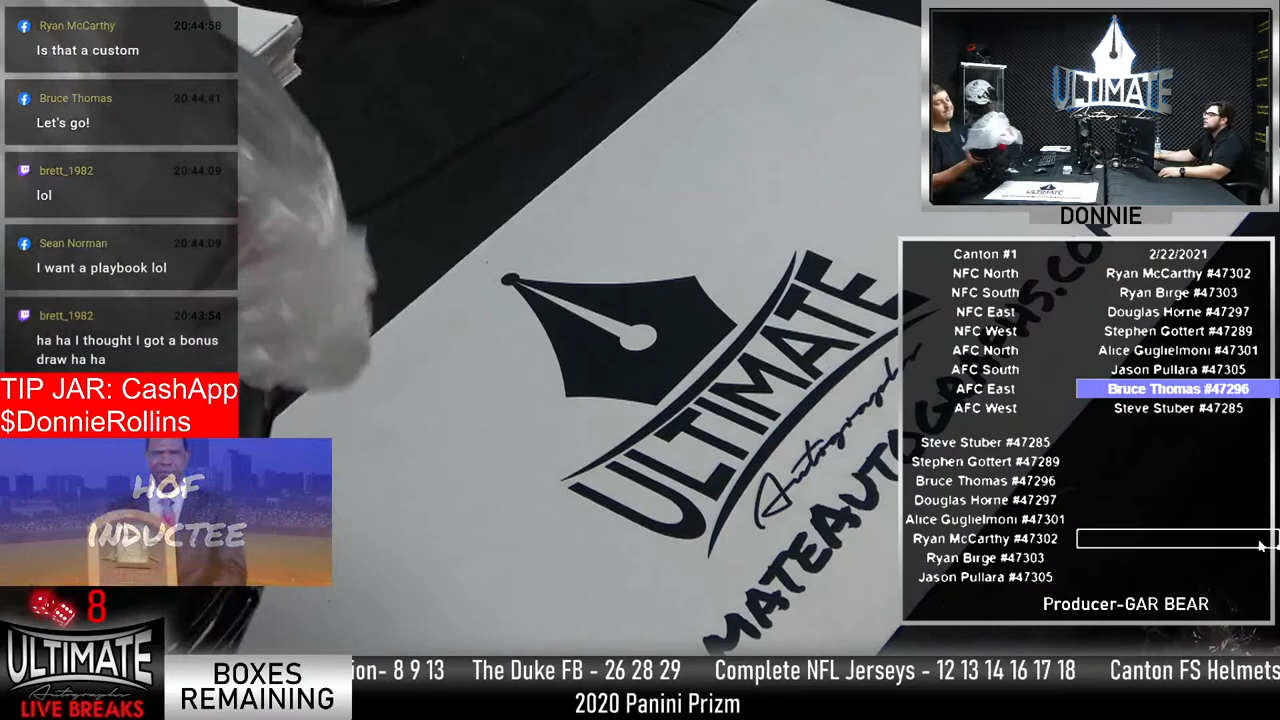 Ryan McCarthy 20:44:58
Is that a custom
Bruce Thomas 20:44:41
Let's go!
brett_1982 20:44:09
lol
Sean Norman 20:44:09
I want a playbook lol
brett_1982 20:43:54
ha ha I thought I got a bonus
draw ha ha
TIP JAR: CashApp
$DonnieRollins
HOF
INDUCTEE
8
ULTIMATE
Autographs
LIVE BREAKS
BOXES
REMAINING
ULTIMATE
Autographs
ULTIMATE
DONNIE
Canton #1 2/22/2021
NFC North Ryan McCarthy #47302
NFC South Ryan Birge #47303
NFC East Douglas Horne #47297
NFC West Stephen Gottert #47289
AFC North Alice Guglielmoni #47301
AFC South Jason Pullara #47305
AFC East Bruce Thomas #47296
AFC West Steve Stuber #47285
Steve Stuber #47285
Stephen Gottert #47289
Bruce Thomas #47296
Douglas Horne #47297
Alice Guglielmoni #47301
Ryan McCarthy #47302
Ryan Birge #47303
Jason Pullara #47305
Producer-GAR BEAR
ion- 8 9 13 The Duke FB - 26 28 29 Complete NFL Jerseys - 12 13 14 16 17 18 Canton FS Helmets
2020 Panini Prizm